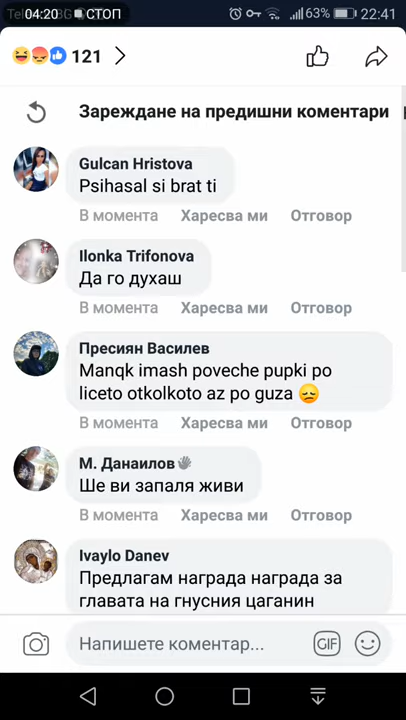 04:20 СТОП 63% 22:41
121
Зареждане на предишни коментари
Gulcan Hristova
Psihasal si brat ti
В момента Харесва ми Отговор
Ilonka Trifonova
Да го духаш
В момента Харесва ми Отговор
Пресиян Василев
Manqk imash poveche pupki po
liceto otkolkoto az po guza 😞
В момента Харесва ми Отговор
М. Данаилов
Ше ви запаля живи
В момента Харесва ми Отговор
Ivaylo Danev
Предлагам награда награда за
главата на гнусния цаганин
Напишете коментар... GIF